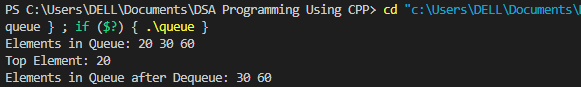 PS C:\Users\DELL\Documents\DSA Programming Using CPP> cd "c:\Users\DELL\Documents\
queue } ; if ($?) { .\queue }
Elements in Queue: 20 30 60
Top Element: 20
Elements in Queue after Dequeue: 30 60